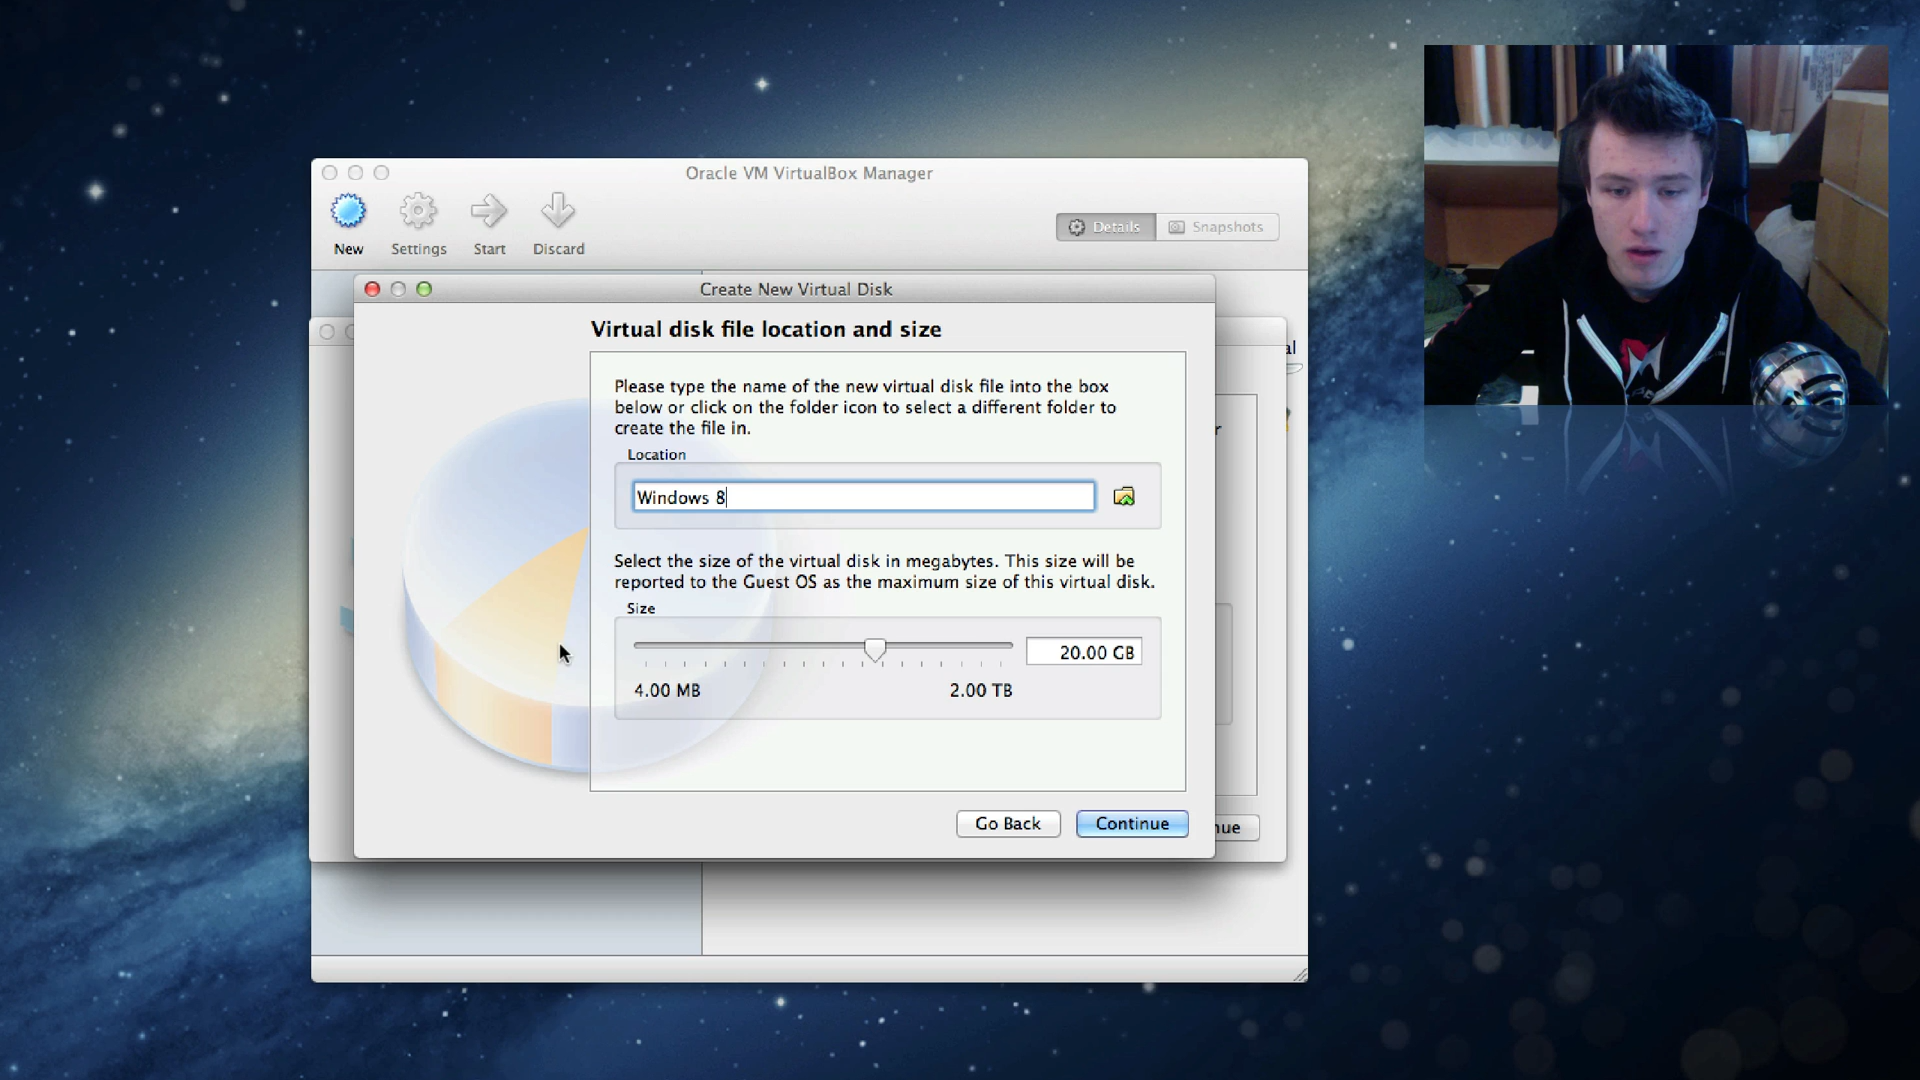 Oracle VM VirtualBox Manager
New
Settings
Start
Discard
Details
Snapshots
Create New Virtual Disk
Virtual disk file location and size
Please type the name of the new virtual disk file into the box
below or click on the folder icon to select a different folder to
create the file in.
Location
Windows 8
Select the size of the virtual disk in megabytes. This size will be
reported to the Guest OS as the maximum size of this virtual disk.
Size
20.00 GB
4.00 MB
2.00 TB
Go Back
Continue